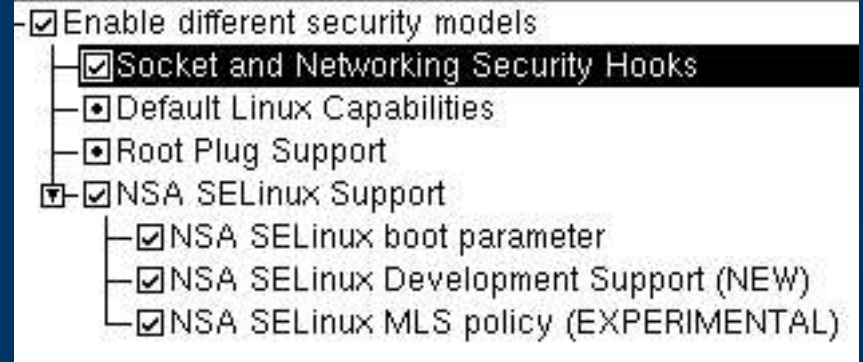 Enable different security models
Socket and Networking Security Hooks
Default Linux Capabilities
Root Plug Support
NSA SELinux Support
NSA SELinux boot parameter
NSA SELinux Development Support (NEW)
NSA SELinux MLS policy (EXPERIMENTAL)